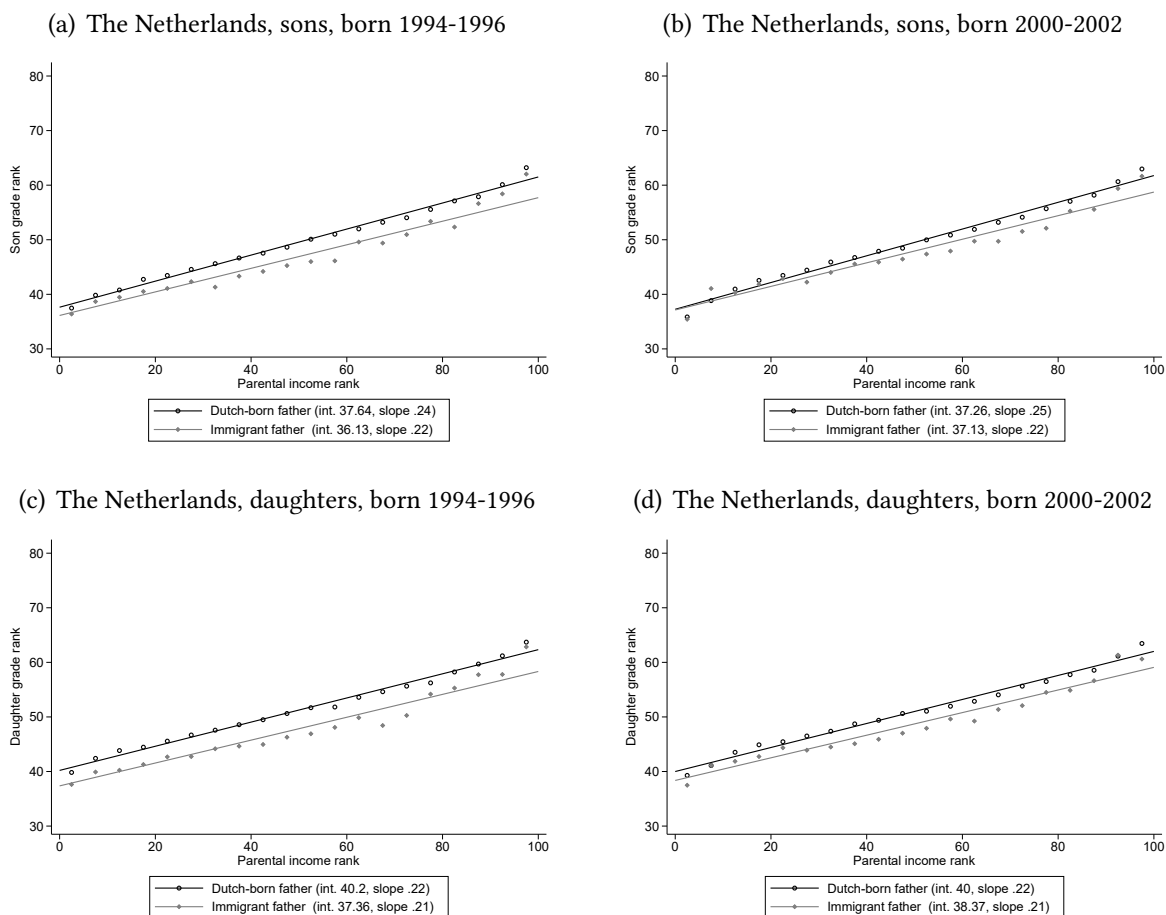 (a) The Netherlands, sons, born 1994-1996
80
70
60
50
40
30
Son grade rank
0 20 40 60 80 100
Parental income rank
Dutch-born father (int. 37.64, slope .24)
Immigrant father (int. 36.13, slope .22)
(b) The Netherlands, sons, born 2000-2002
80
70
60
50
40
30
Son grade rank
0 20 40 60 80 100
Parental income rank
Dutch-born father (int. 37.26, slope .25)
Immigrant father (int. 37.13, slope .22)
(c) The Netherlands, daughters, born 1994-1996
80
70
60
50
40
30
Daughter grade rank
0 20 40 60 80 100
Parental income rank
Dutch-born father (int. 40.2, slope .22)
Immigrant father (int. 37.36, slope .21)
(d) The Netherlands, daughters, born 2000-2002
80
70
60
50
40
30
Daughter grade rank
0 20 40 60 80 100
Parental income rank
Dutch-born father (int. 40, slope .22)
Immigrant father (int. 38.37, slope .21)